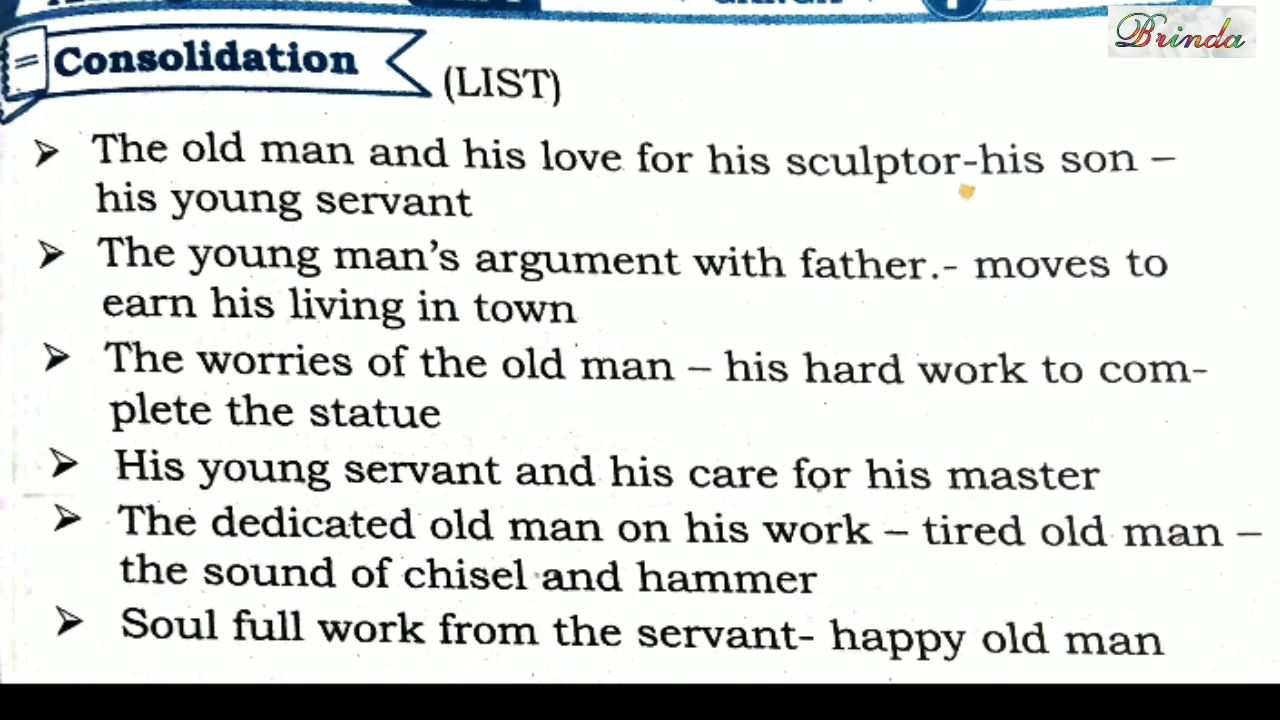 Brinda
Consolidation
(LIST)
➢ The old man and his love for his sculptor-his son –
his young servant
➢ The young man's argument with father.- moves to
earn his living in town
➢ The worries of the old man – his hard work to com-
plete the statue
➢ His young servant and his care for his master
➢ The dedicated old man on his work – tired old man –
the sound of chisel and hammer
➢ Soul full work from the servant- happy old man